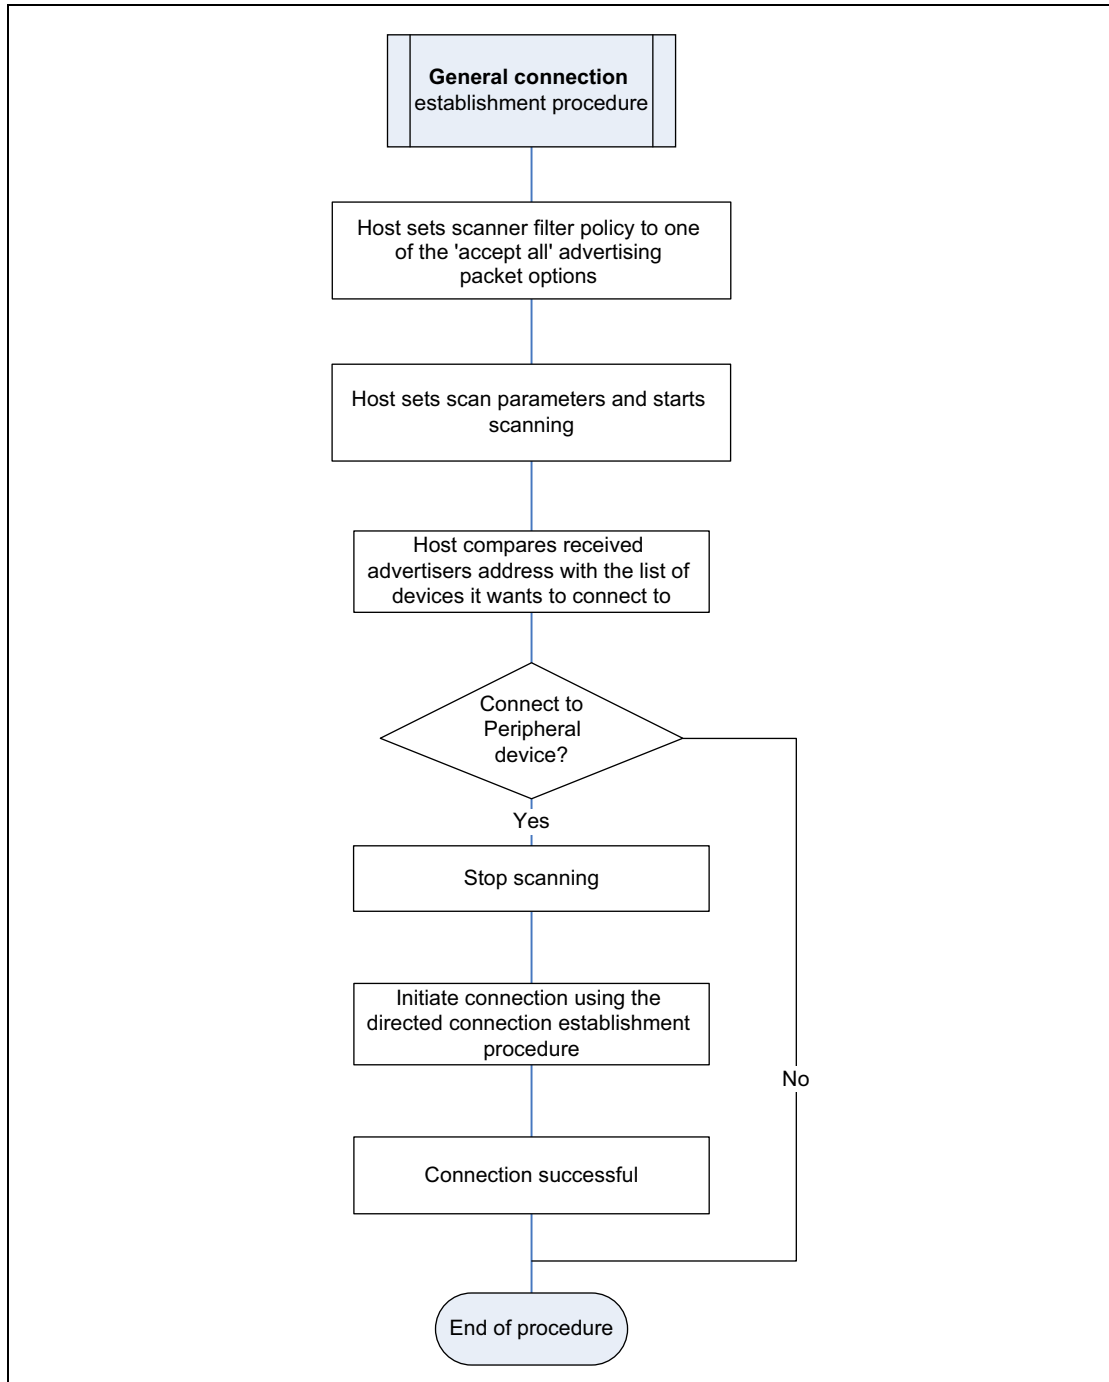 General connection
establishment procedure
Host sets scanner filter policy to one
of the 'accept all' advertising
packet options
Host sets scan parameters and starts
scanning
Host compares received
advertisers address with the list of
devices it wants to connect to
Connect to
Peripheral
device?
Yes
Stop scanning
Initiate connection using the
directed connection establishment
procedure
No
Connection successful
End of procedure